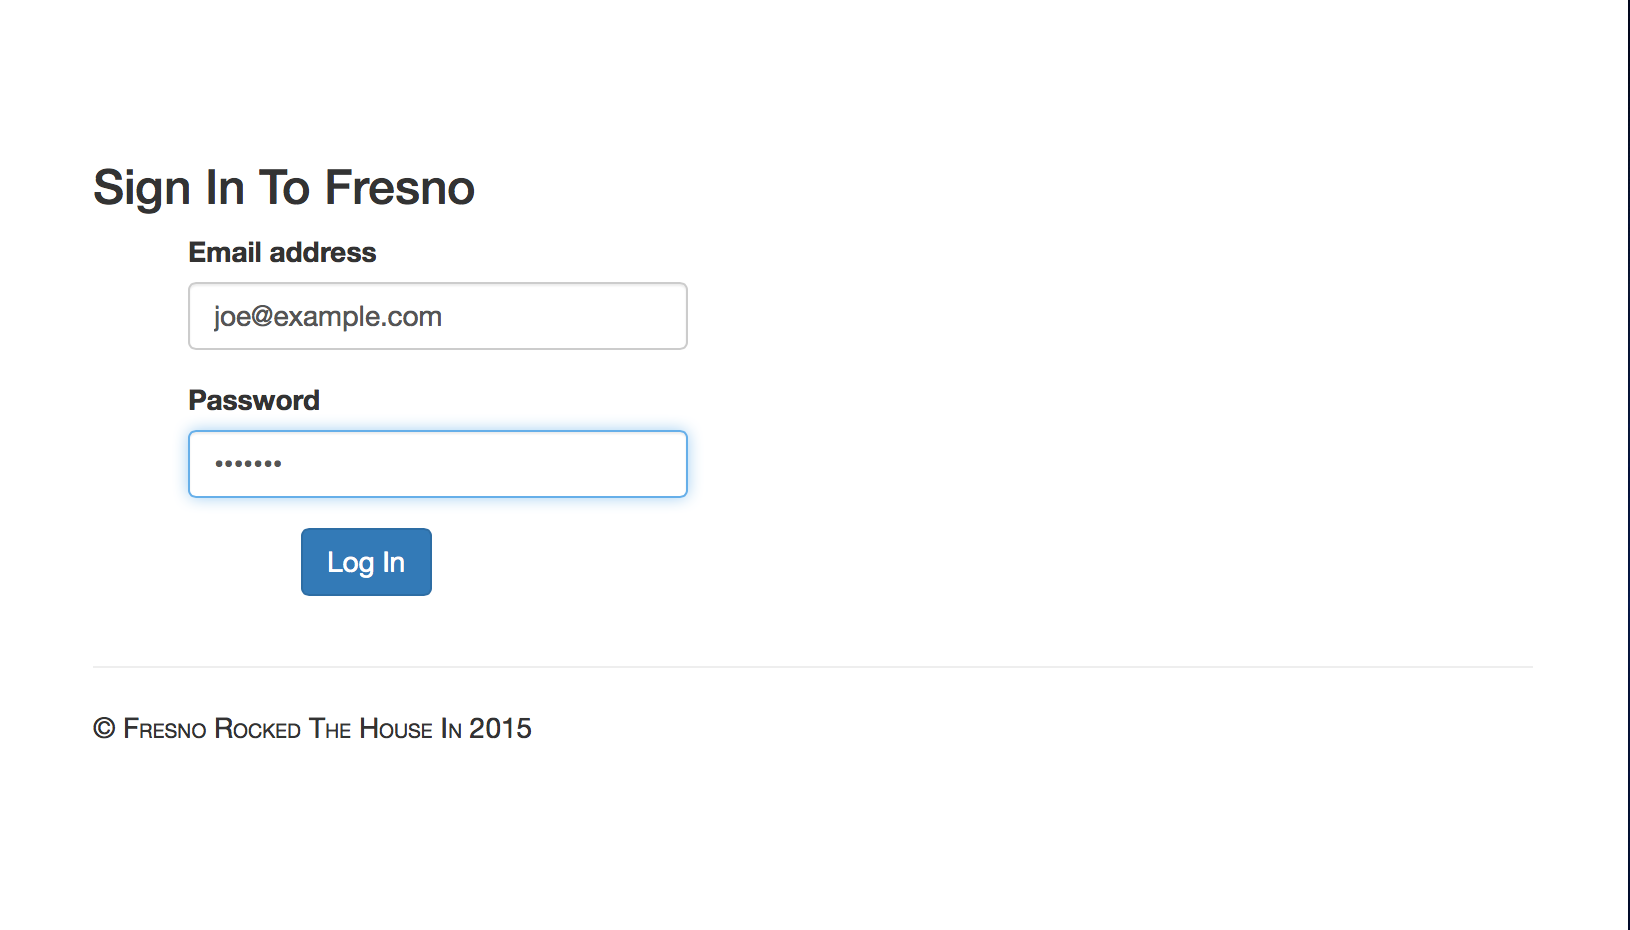 Sign In To Fresno
Email address
joe@example.com
Password
•••••••
Log In
© Fresno Rocked The House In 2015